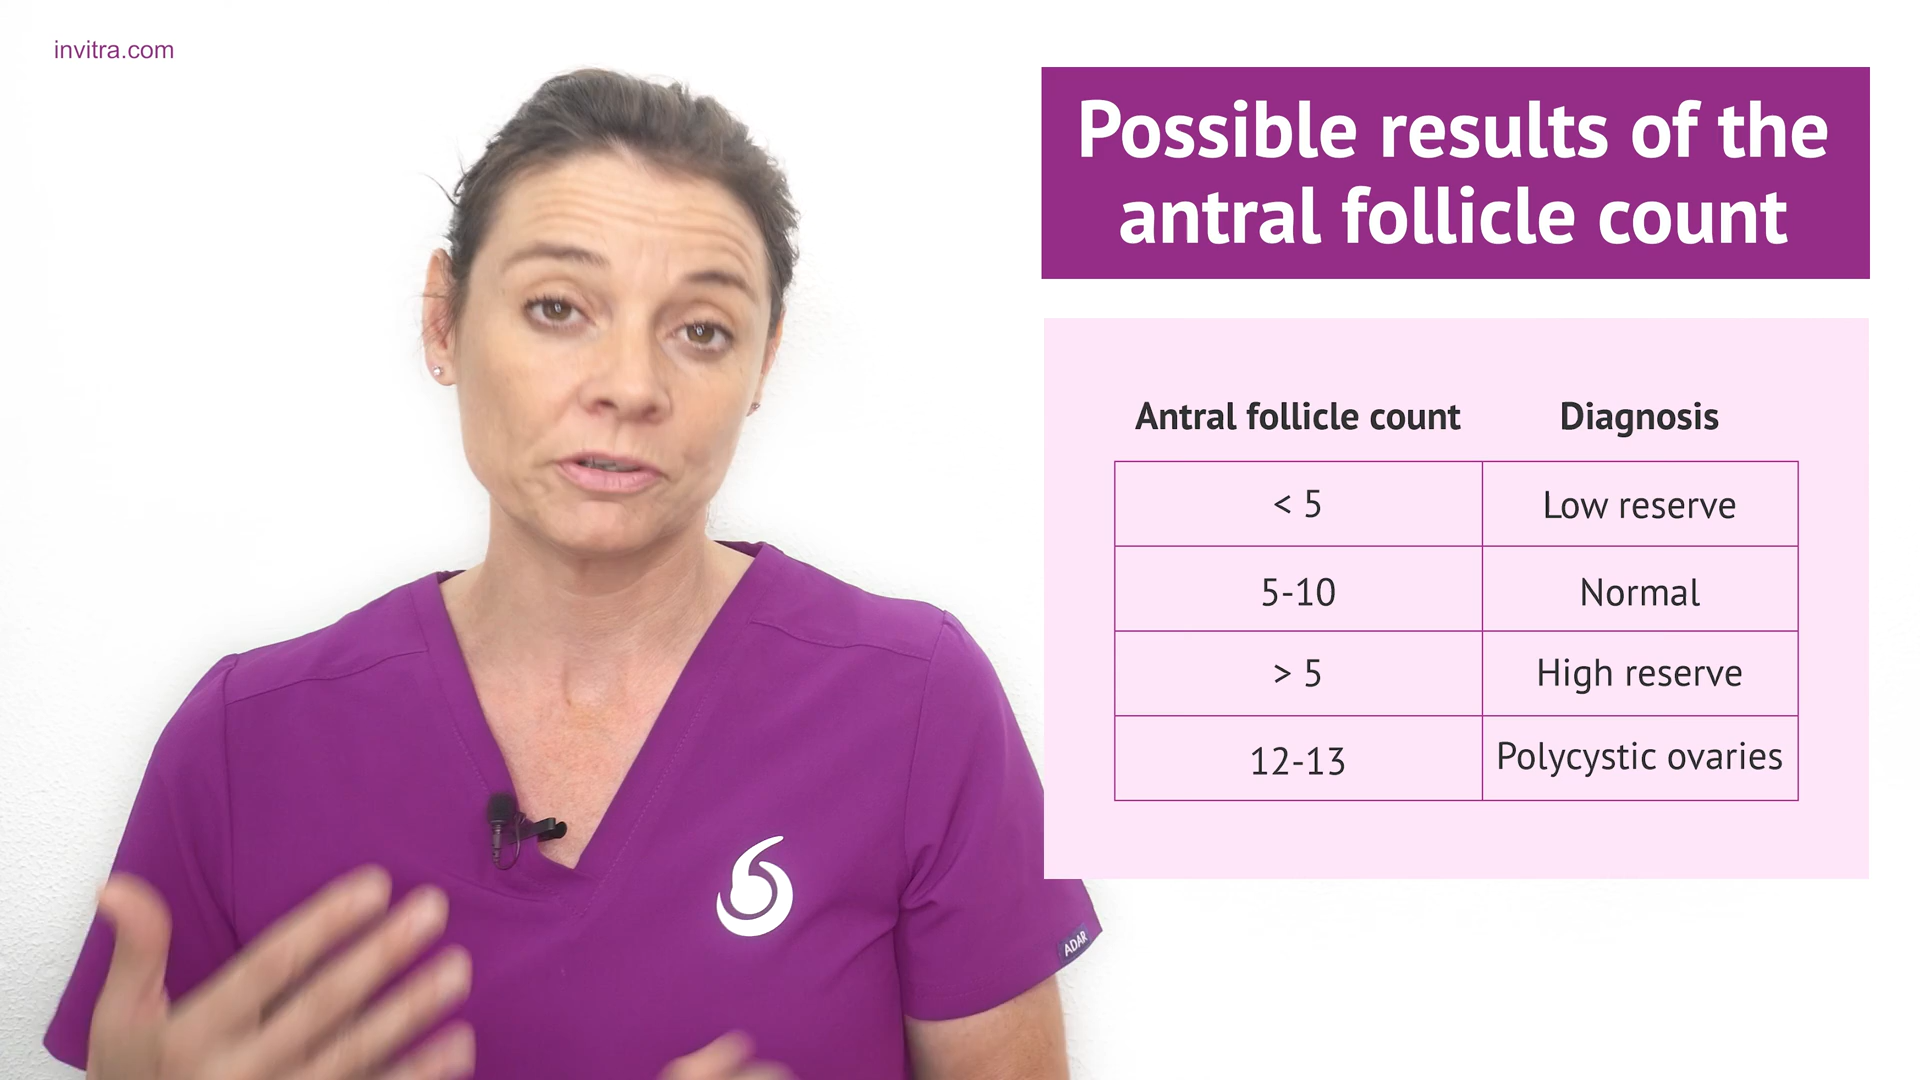 invitra.com
Possible results of the
antral follicle count
Antral follicle count Diagnosis
< 5 Low reserve
5-10 Normal
> 5 High reserve
12-13 Polycystic ovaries
ADAR